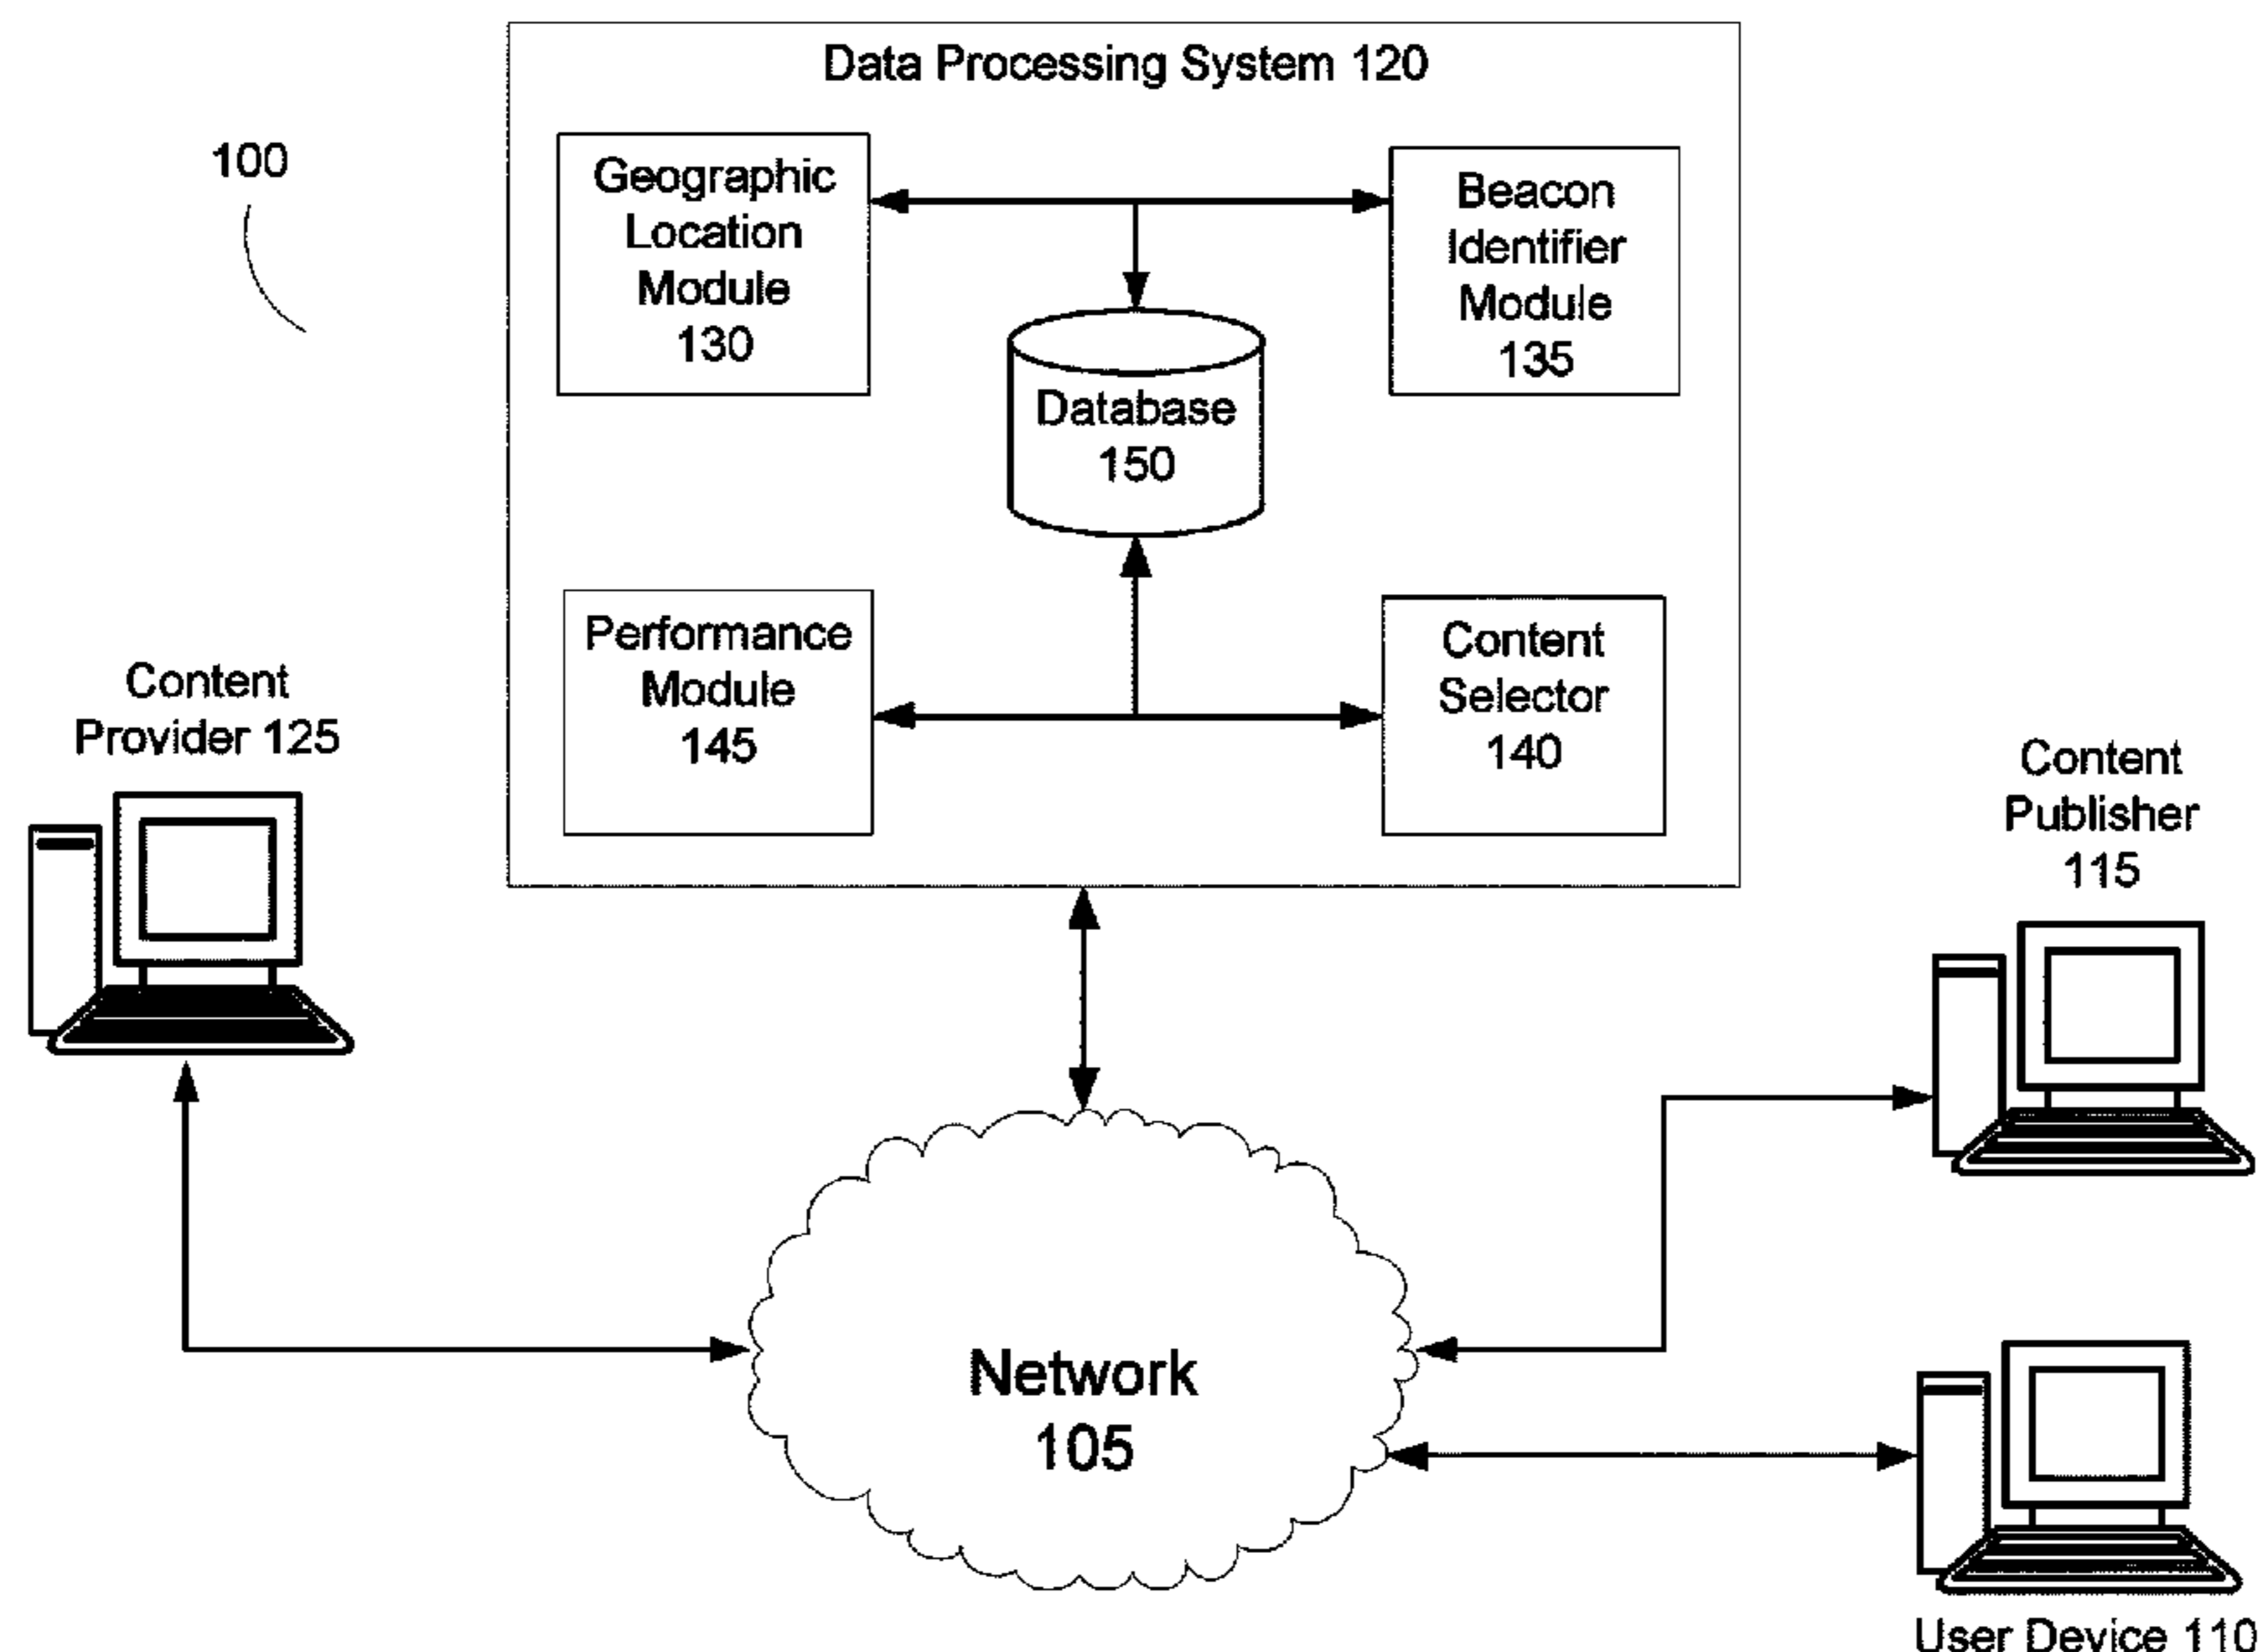 Data Processing System 120
100
Geographic
Location
Module
130
Beacon
Identifier
Module
135
Database
150
Performance
Module
145
Content
Selector
140
Content
Provider 125
Content
Publisher
115
Network
105
User Device 110